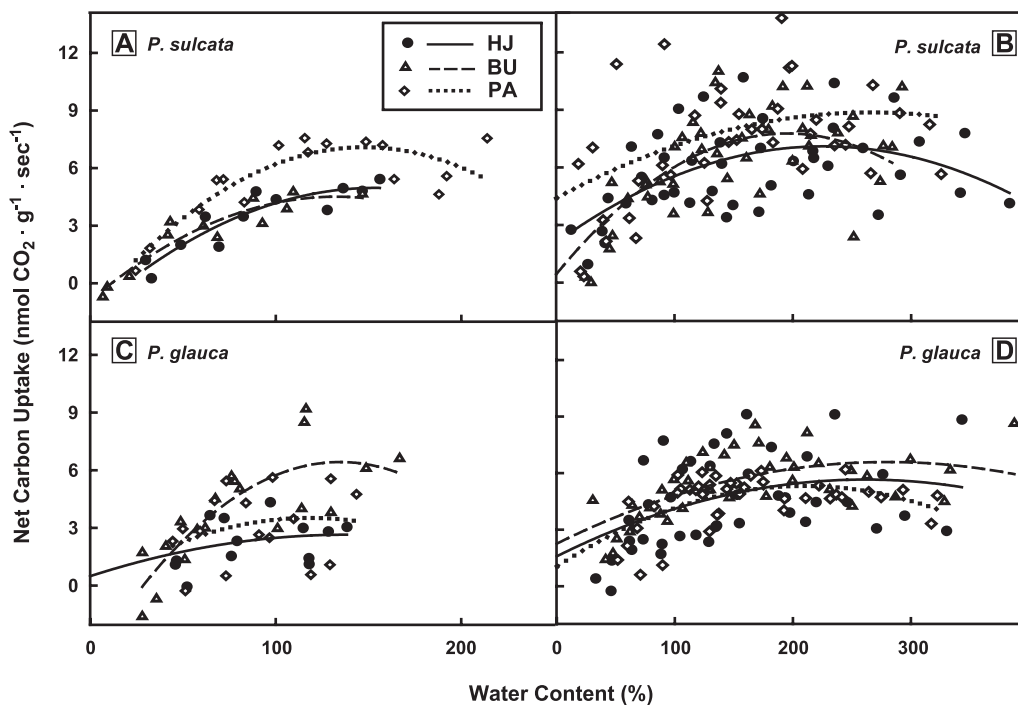 A P. sulcata
HJ
BU
PA
P. sulcata B
C P. glauca
P. glauca D
12
9
6
3
0
12
9
6
3
0
Net Carbon Uptake (nmol CO₂ · g⁻¹ · sec⁻¹)
0 100 200 0 100 200 300
Water Content (%)